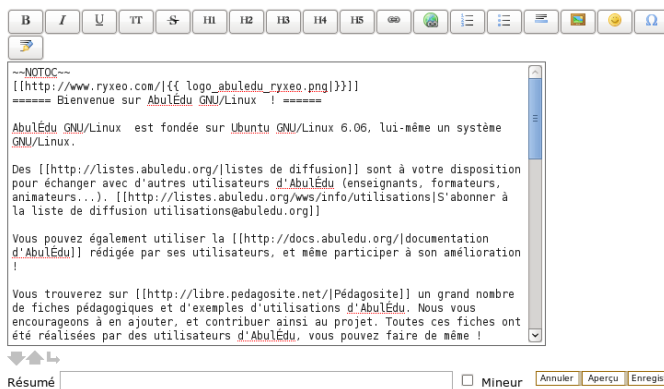 B I U TT S H1 H2 H3 H4 H5 Ω
~~NOTOC~~
[[http://www.ryxeo.com/|{{ logo_abuledu_ryxeo.png|}}]]
====== Bienvenue sur AbulÉdu GNU/Linux  ! ======
AbulÉdu GNU/Linux  est fondée sur Ubuntu GNU/Linux 6.06, lui-même un système
GNU/Linux.
Des [[http://listes.abuledu.org/|listes de diffusion]] sont à votre disposition
pour échanger avec d'autres utilisateurs d'AbulÉdu (enseignants, formateurs,
animateurs...). [[http://listes.abuledu.org/wws/info/utilisations|S'abonner à
la liste de diffusion utilisations@abuledu.org]]
Vous pouvez également utiliser la [[http://docs.abuledu.org/|documentation
d'AbulÉdu]] rédigée par ses utilisateurs, et même participer à son amélioration
!
Vous trouverez sur [[http://libre.pedagosite.net/|Pédagosite]] un grand nombre
de fiches pédagogiques et d'exemples d'utilisations d'AbulÉdu. Nous vous
encourageons à en ajouter, et contribuer ainsi au projet. Toutes ces fiches ont
été réalisées par des utilisateurs d'AbulÉdu, vous pouvez faire de même !
Résumé Mineur Annuler Aperçu Enregis